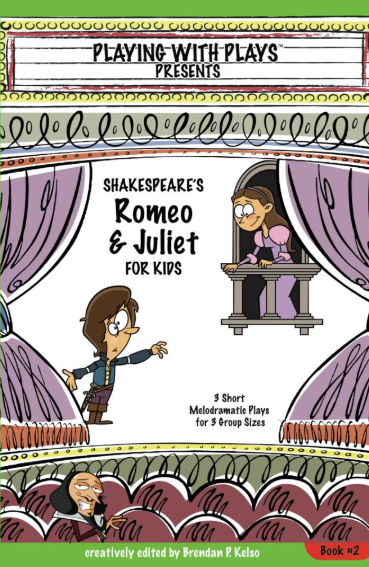 PLAYING WITH PLAYS™
PRESENTS
SHAKESPEARE'S
Romeo
& Juliet
FOR KIDS
3 Short
Melodramatic Plays
for 3 Group Sizes
Book #2
creatively edited by Brendan P. Kelso